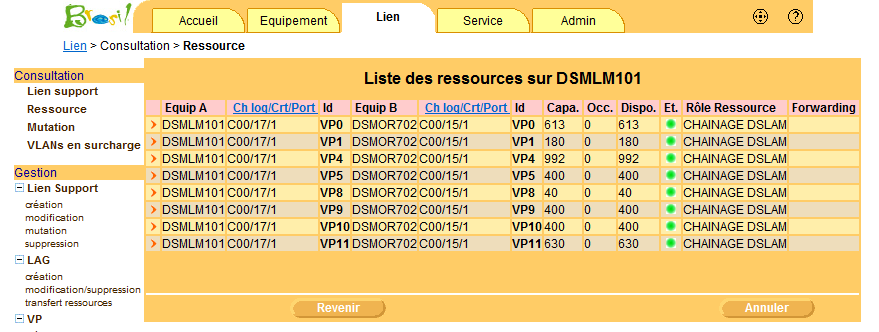 Brasil
Accueil Equipement Lien Service Admin
Lien > Consultation > Ressource
Consultation
Lien support
Ressource
Mutation
VLANs en surcharge
Gestion
Lien Support
création
modification
mutation
suppression
LAG
création
modification/suppression
transfert ressources
VP
Liste des ressources sur DSMLM101
Equip A Ch log/Crt/Port Id Equip B Ch log/Crt/Port Id Capa. Occ. Dispo. Et. Rôle Ressource Forwarding
DSMLM101 C00/17/1 VP0 DSMOR702 C00/15/1 VP0 613 0 613 CHAINAGE DSLAM
DSMLM101 C00/17/1 VP1 DSMOR702 C00/15/1 VP1 180 0 180 CHAINAGE DSLAM
DSMLM101 C00/17/1 VP4 DSMOR702 C00/15/1 VP4 992 0 992 CHAINAGE DSLAM
DSMLM101 C00/17/1 VP5 DSMOR702 C00/15/1 VP5 400 0 400 CHAINAGE DSLAM
DSMLM101 C00/17/1 VP8 DSMOR702 C00/15/1 VP8 40 0 40 CHAINAGE DSLAM
DSMLM101 C00/17/1 VP9 DSMOR702 C00/15/1 VP9 400 0 400 CHAINAGE DSLAM
DSMLM101 C00/17/1 VP10 DSMOR702 C00/15/1 VP10 400 0 400 CHAINAGE DSLAM
DSMLM101 C00/17/1 VP11 DSMOR702 C00/15/1 VP11 630 0 630 CHAINAGE DSLAM
Revenir Annuler